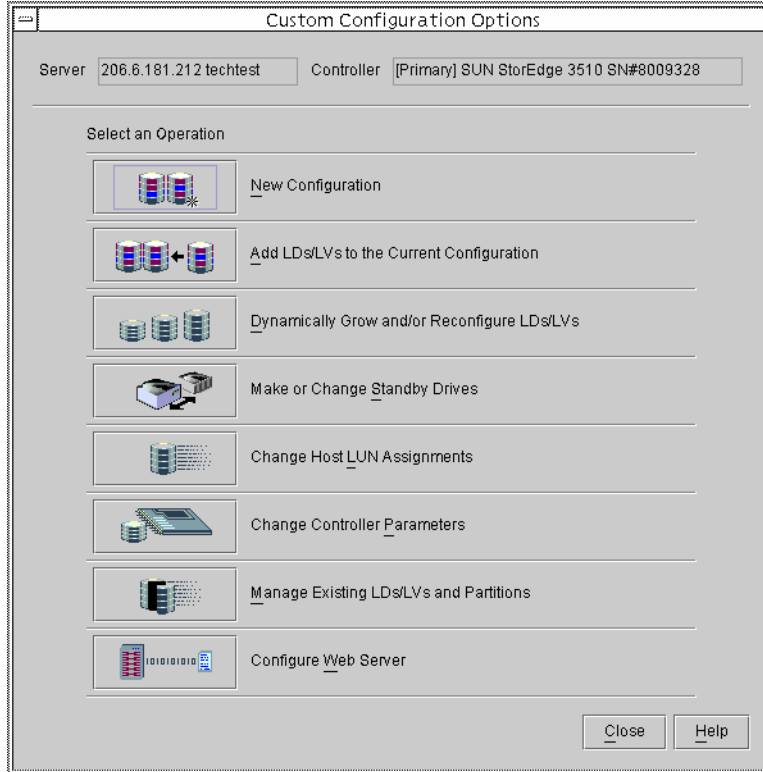 Custom Configuration Options
Server 206.6.181.212 techtest Controller [Primary] SUN StorEdge 3510 SN#8009328
Select an Operation
New Configuration
Add LDs/LVs to the Current Configuration
Dynamically Grow and/or Reconfigure LDs/LVs
Make or Change Standby Drives
Change Host LUN Assignments
Change Controller Parameters
Manage Existing LDs/LVs and Partitions
1010101010 Configure Web Server
Close Help